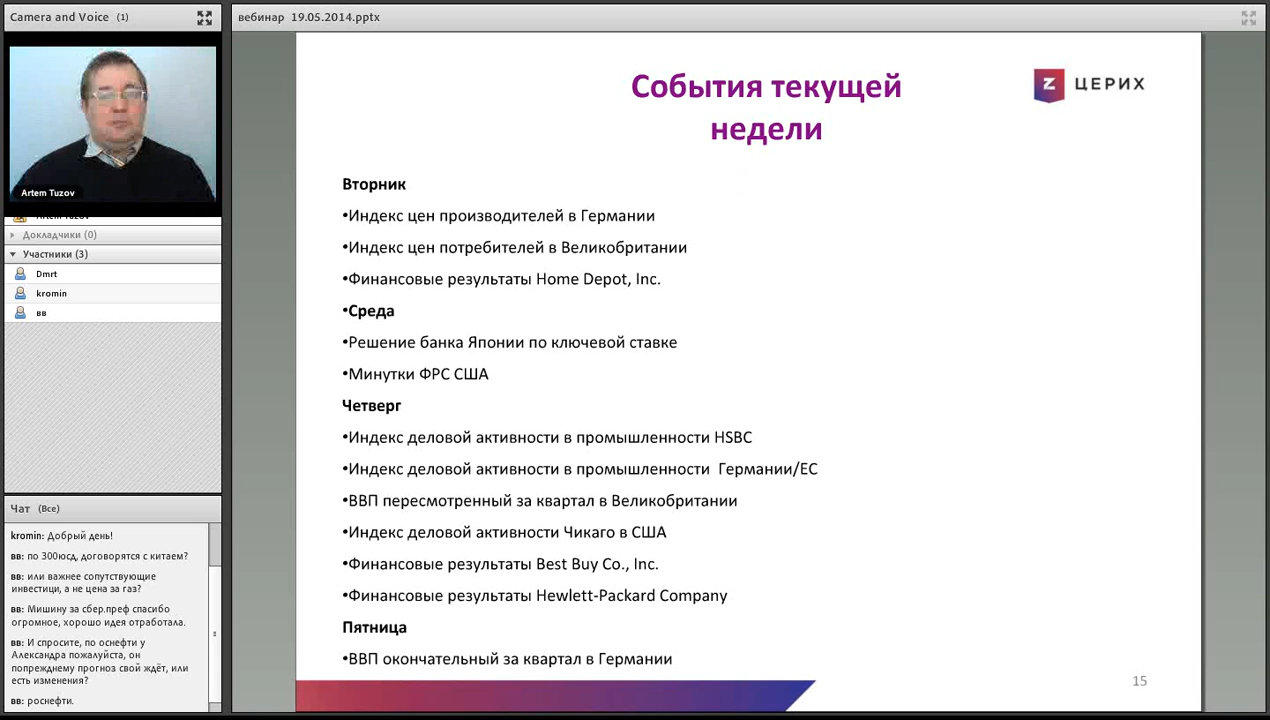 Camera and Voice (1)
Artem Tuzov
Artem Tuzov
Докладчики (0)
Участники (3)
Dmrt
kromin
вв
Чат (Все)
kromin: Добрый день!
вв: по 300юсд, договорятся с китаем?
вв: или важнее сопутствующие
инвестици, а не цена за газ?
вв: Мишину за сбер.преф спасибо
огромное, хорошо идея отработала.
вв: И спросите, по оснефти у
Александра пожалуйста, он
попрежнему прогноз свой ждёт, или
есть изменения?
вв: роснефти.
вебинар 19.05.2014.pptx
События текущей
недели
Z ЦЕРИХ
Вторник
•Индекс цен производителей в Германии
•Индекс цен потребителей в Великобритании
•Финансовые результаты Home Depot, Inc.
•Среда
•Решение банка Японии по ключевой ставке
•Минутки ФРС США
Четверг
•Индекс деловой активности в промышленности HSBC
•Индекс деловой активности в промышленности Германии/ЕС
•ВВП пересмотренный за квартал в Великобритании
•Индекс деловой активности Чикаго в США
•Финансовые результаты Best Buy Co., Inc.
•Финансовые результаты Hewlett-Packard Company
Пятница
•ВВП окончательный за квартал в Германии
15